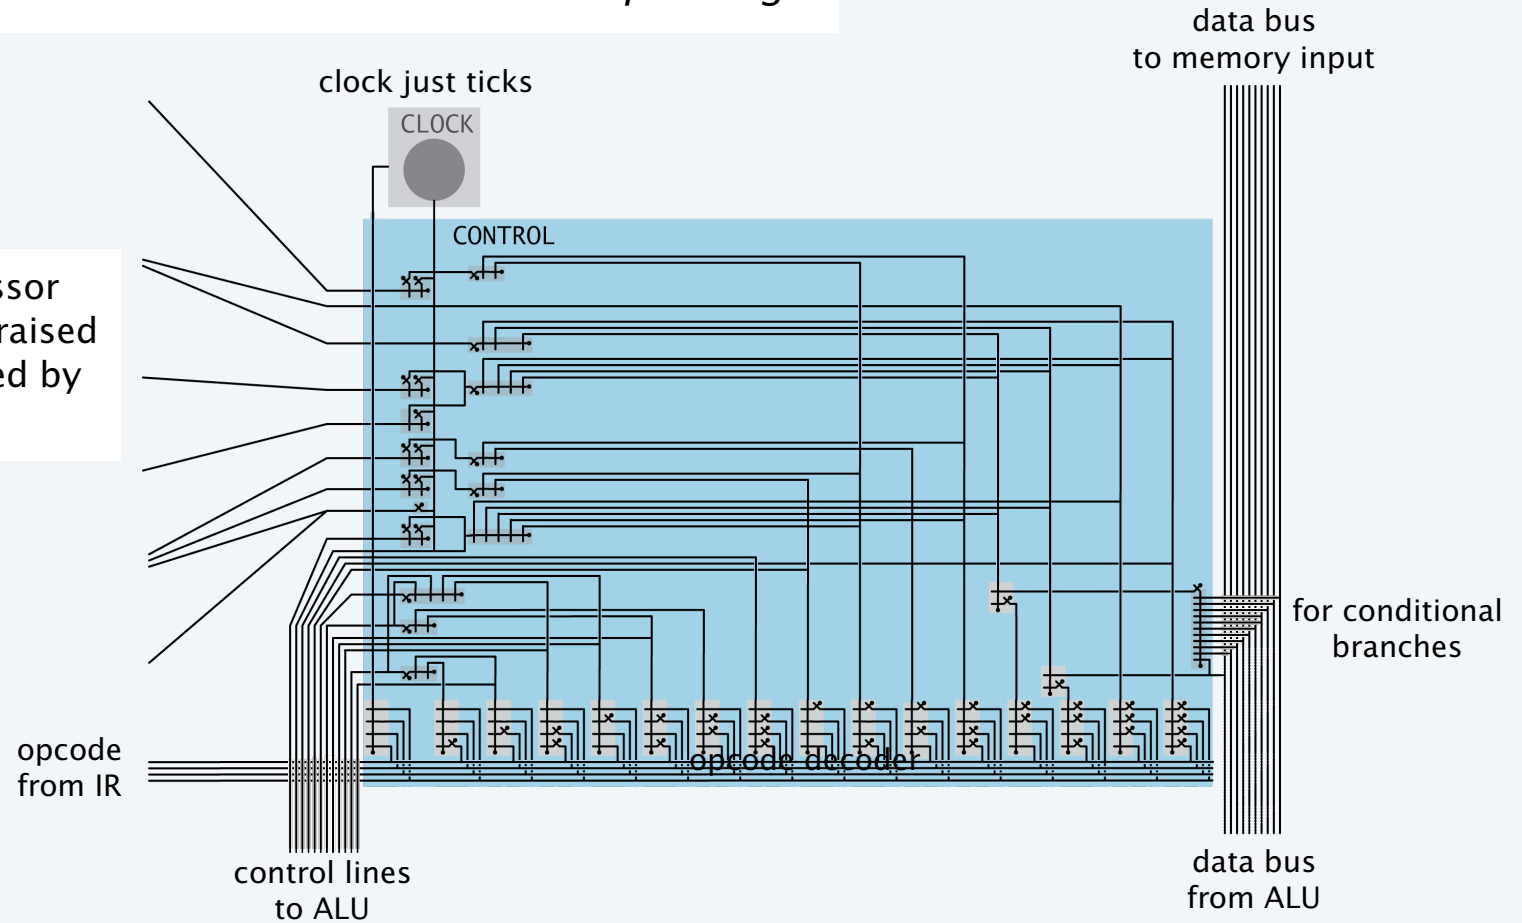 data bus
to memory input
clock just ticks
CLOCK
CONTROL
raised
ed by
for conditional
branches
opcode
from IR
opcode decoder
control lines
to ALU
data bus
from ALU